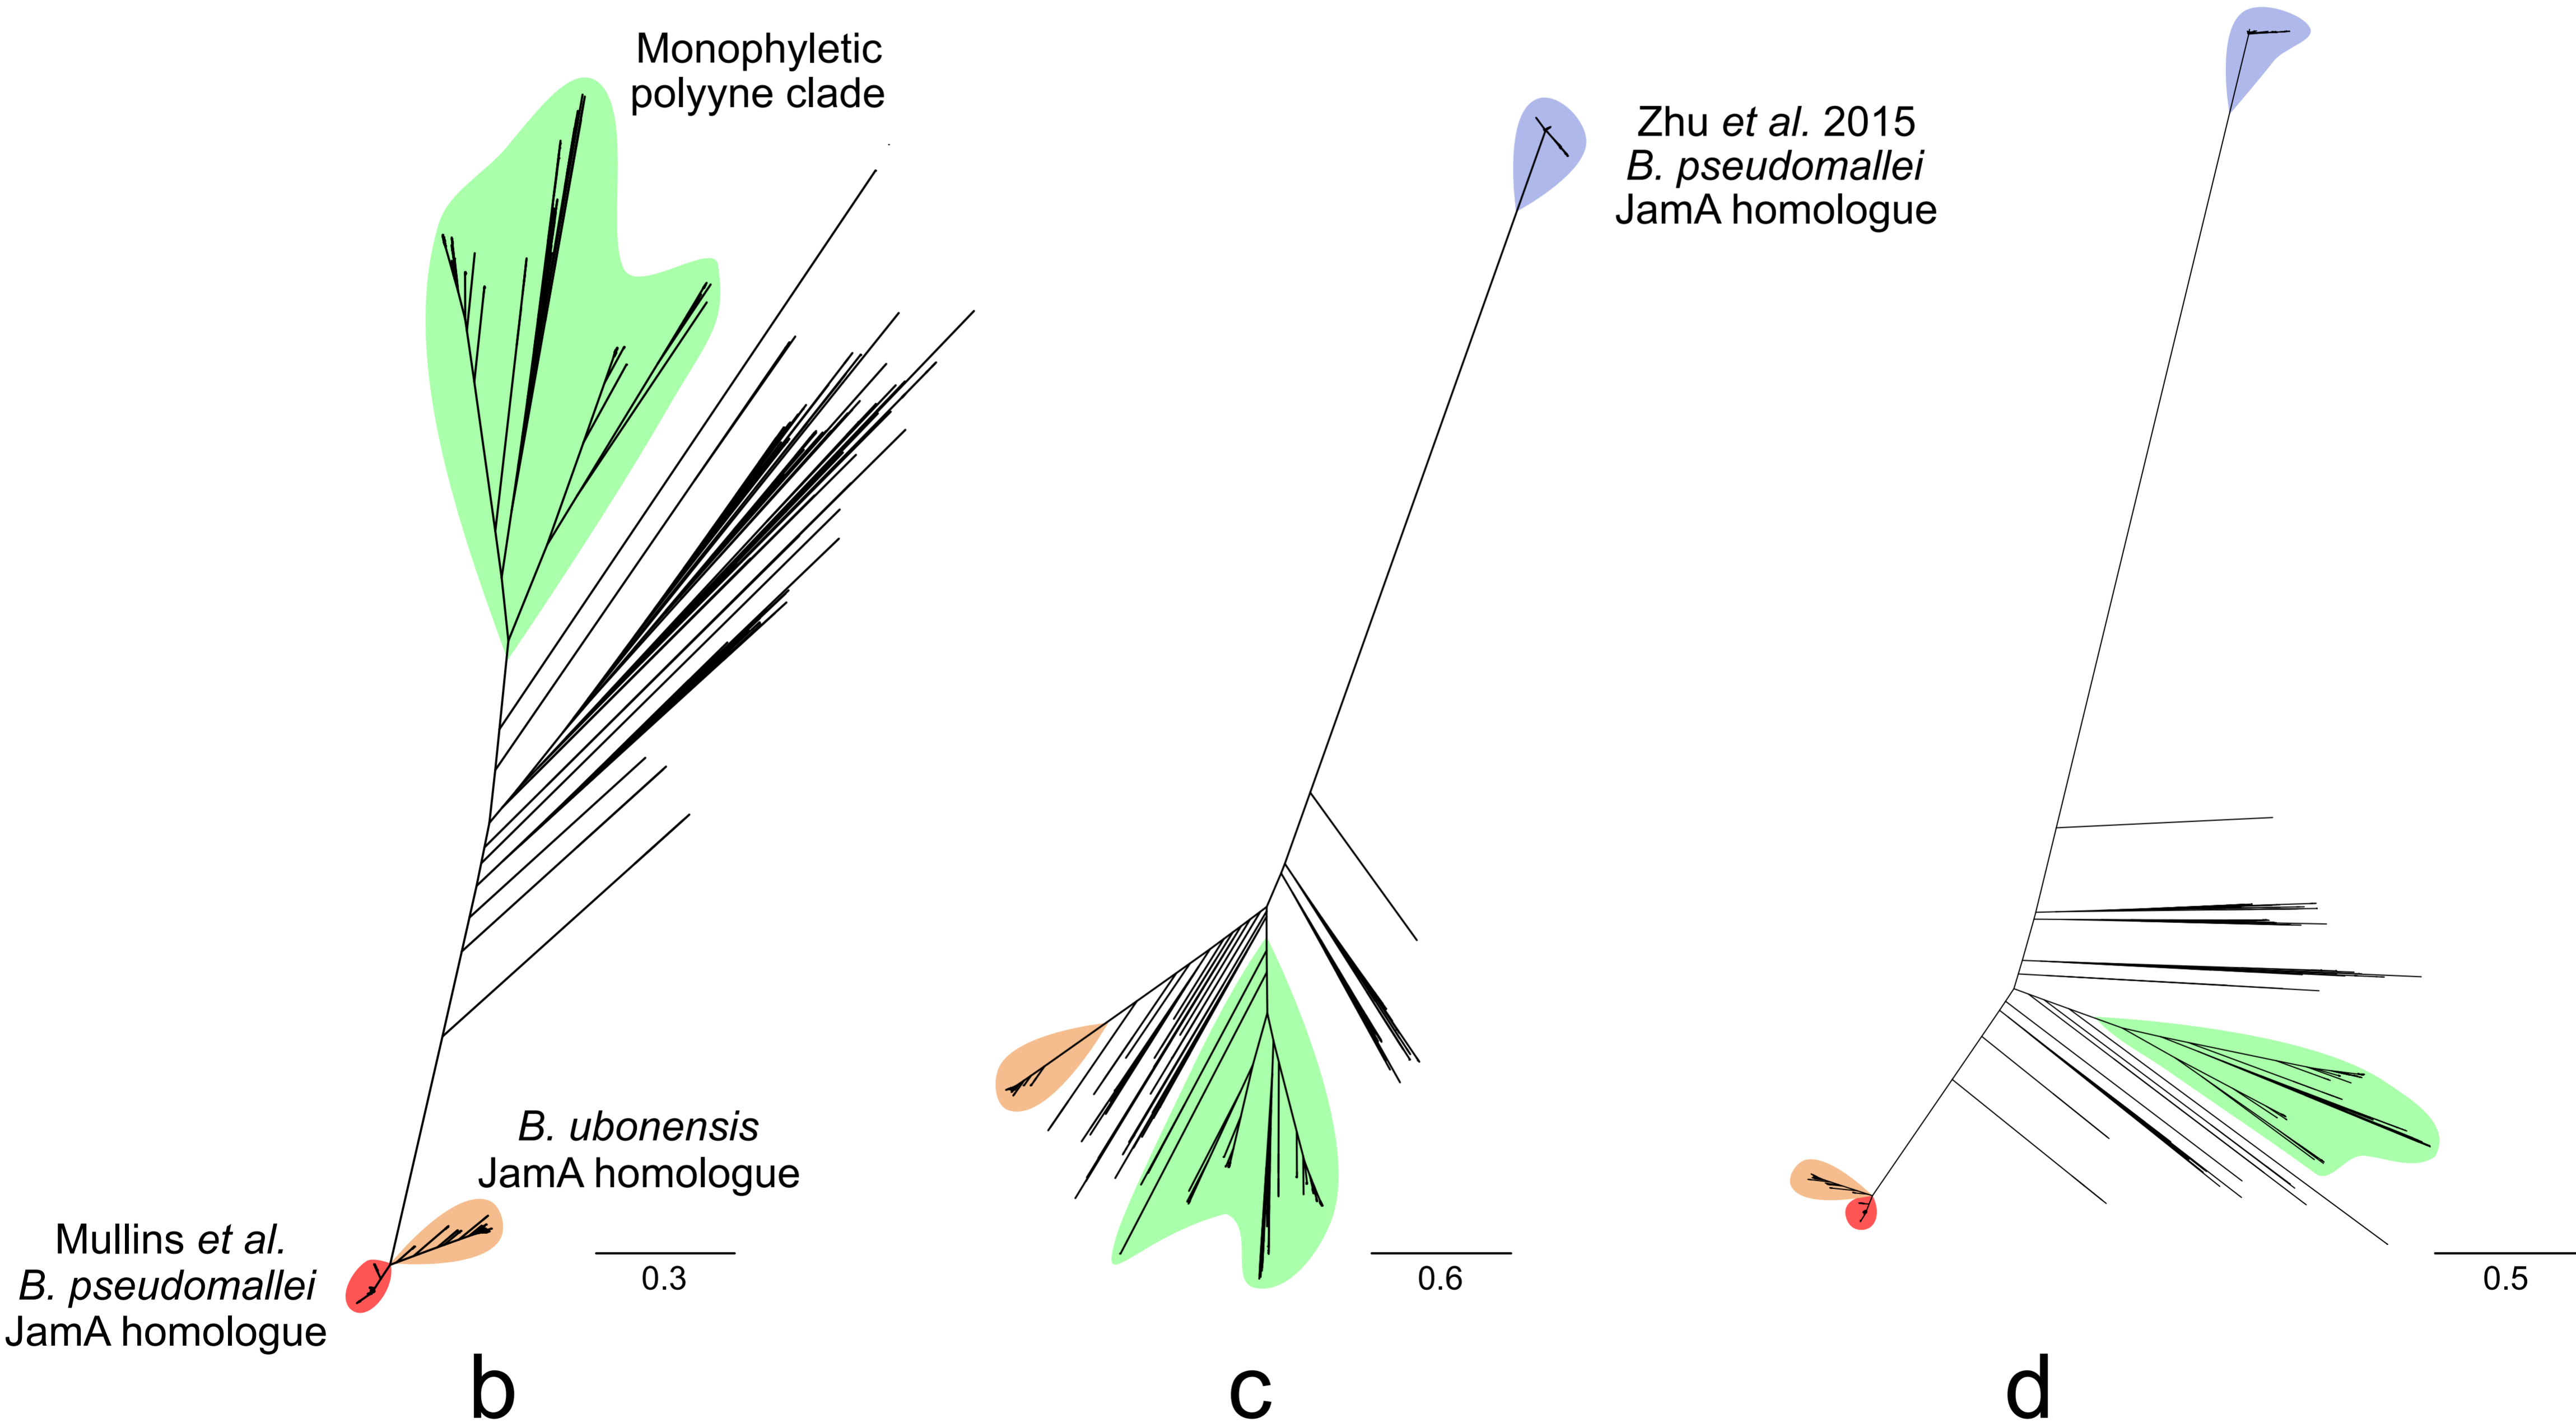 Monophyletic
polyyne clade
Zhu et al. 2015
B. pseudomallei
JamA homologue
B. ubonensis
JamA homologue
Mullins et al.
B. pseudomallei
JamA homologue
0.3
0.6
0.5
b
c
d